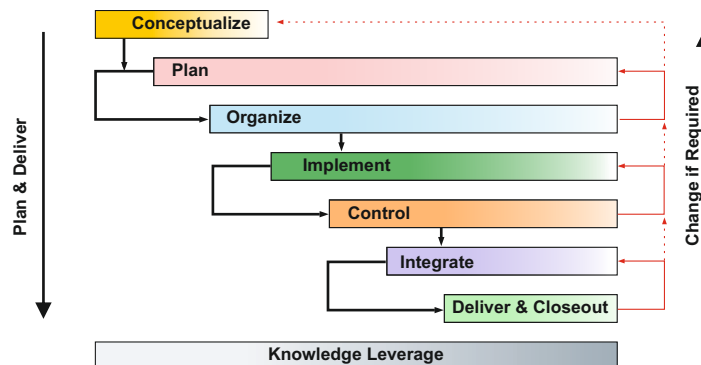 Conceptualize
Plan
Organize
Implement
Control
Integrate
Deliver & Closeout
Knowledge Leverage
Plan & Deliver
Change if Required